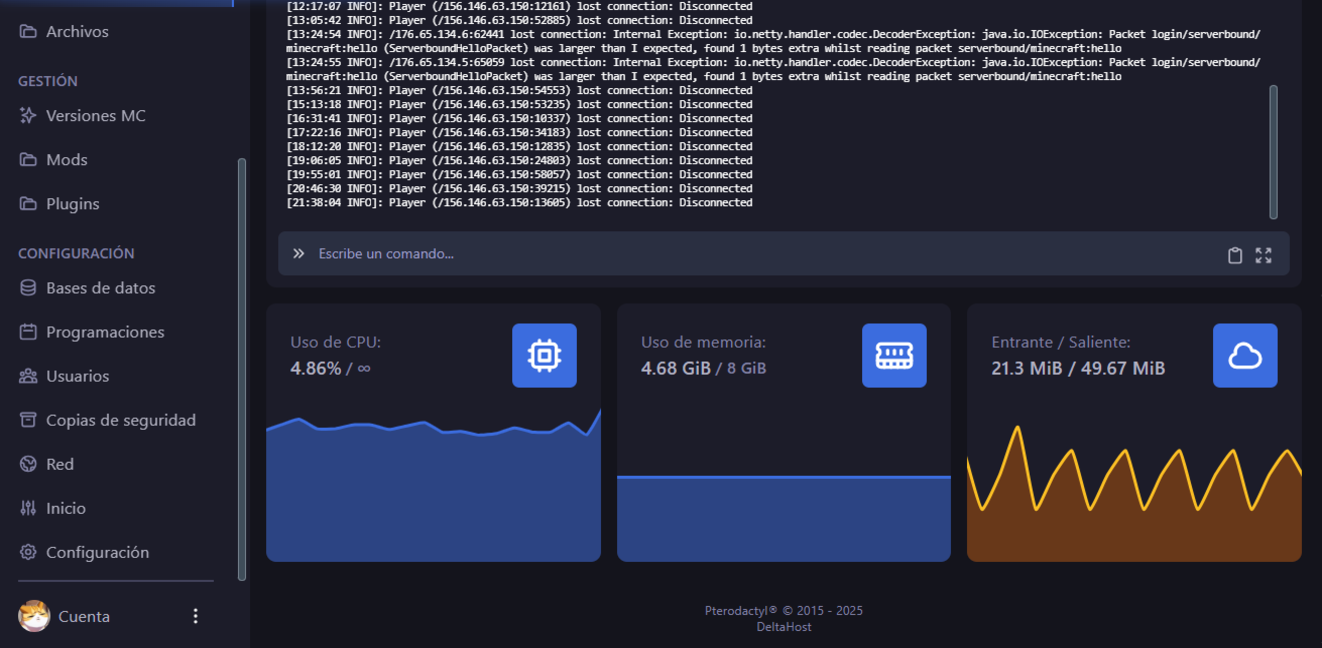 Archivos
GESTIÓN
Versiones MC
Mods
Plugins
CONFIGURACIÓN
Bases de datos
Programaciones
Usuarios
Copias de seguridad
Red
Inicio
Configuración
Cuenta
[12:17:07 INFO]: Player (/156.146.63.150:12161) lost connection: Disconnected
[13:05:42 INFO]: Player (/156.146.63.150:52885) lost connection: Disconnected
[13:24:54 INFO]: /176.65.134.6:62441 lost connection: Internal Exception: io.netty.handler.codec.DecoderException: java.io.IOException: Packet login/serverbound/
minecraft:hello (ServerboundHelloPacket) was larger than I expected, found 1 bytes extra whilst reading packet serverbound/minecraft:hello
[13:24:55 INFO]: /176.65.134.5:65059 lost connection: Internal Exception: io.netty.handler.codec.DecoderException: java.io.IOException: Packet login/serverbound/
minecraft:hello (ServerboundHelloPacket) was larger than I expected, found 1 bytes extra whilst reading packet serverbound/minecraft:hello
[13:56:21 INFO]: Player (/156.146.63.150:54553) lost connection: Disconnected
[15:13:18 INFO]: Player (/156.146.63.150:53235) lost connection: Disconnected
[16:31:41 INFO]: Player (/156.146.63.150:10337) lost connection: Disconnected
[17:22:16 INFO]: Player (/156.146.63.150:34183) lost connection: Disconnected
[18:12:20 INFO]: Player (/156.146.63.150:12835) lost connection: Disconnected
[19:06:05 INFO]: Player (/156.146.63.150:24803) lost connection: Disconnected
[19:55:01 INFO]: Player (/156.146.63.150:58057) lost connection: Disconnected
[20:46:30 INFO]: Player (/156.146.63.150:39215) lost connection: Disconnected
[21:38:04 INFO]: Player (/156.146.63.150:13605) lost connection: Disconnected
» Escribe un comando...
Uso de CPU:
4.86% / ∞
Uso de memoria:
4.68 GiB / 8 GiB
Entrante / Saliente:
21.3 MiB / 49.67 MiB
Pterodactyl® © 2015 - 2025
DeltaHost